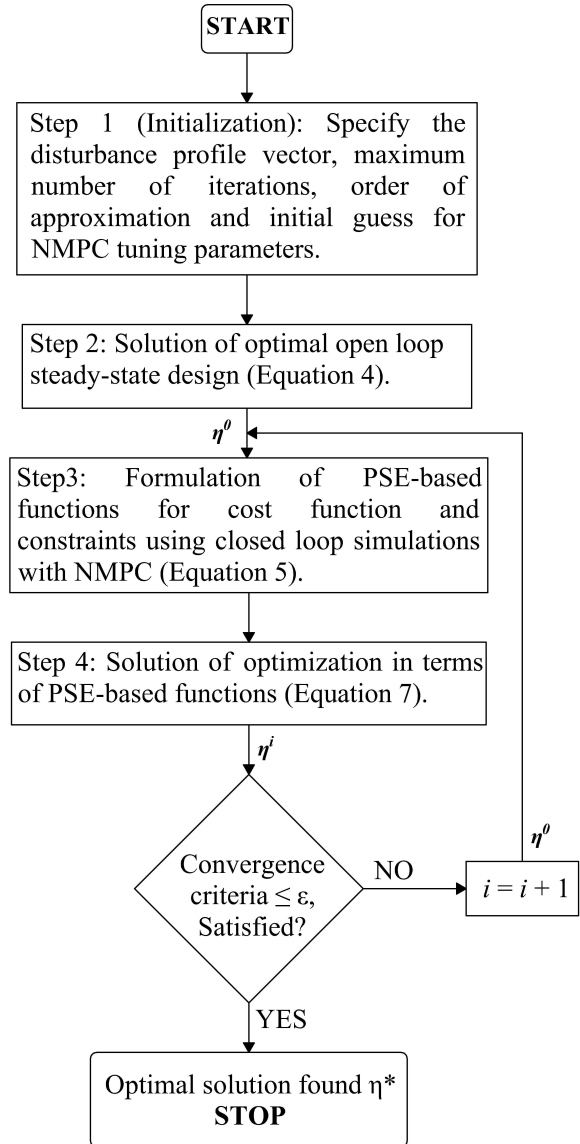 START
Step 1 (Initialization): Specify the
disturbance profile vector, maximum
number of iterations, order of
approximation and initial guess for
NMPC tuning parameters.
Step 2: Solution of optimal open loop
steady-state design (Equation 4).
η⁰
Step3: Formulation of PSE-based
functions for cost function and
constraints using closed loop simulations
with NMPC (Equation 5).
Step 4: Solution of optimization in terms
of PSE-based functions (Equation 7).
ηⁱ
η⁰
Convergence
criteria ≤ ε,
Satisfied?
NO
i = i + 1
YES
Optimal solution found η*
STOP